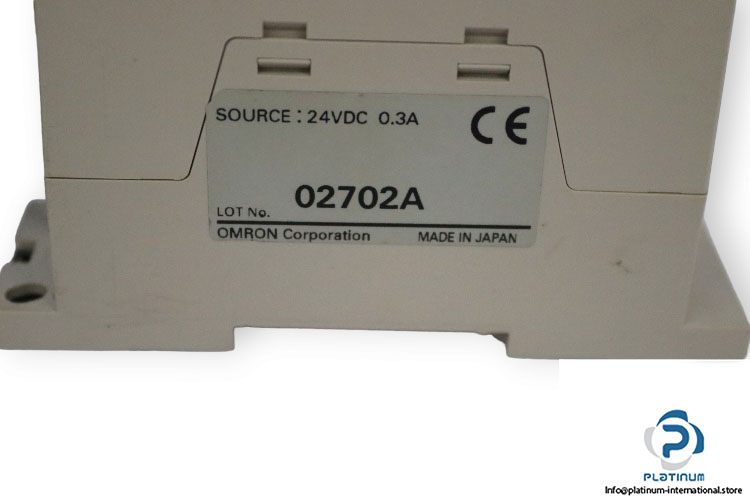 SOURCE : 24VDC 0.3A
CE
LOT No. 02702A
OMRON Corporation MADE IN JAPAN
PLATINUM
Info@platinum-international.store